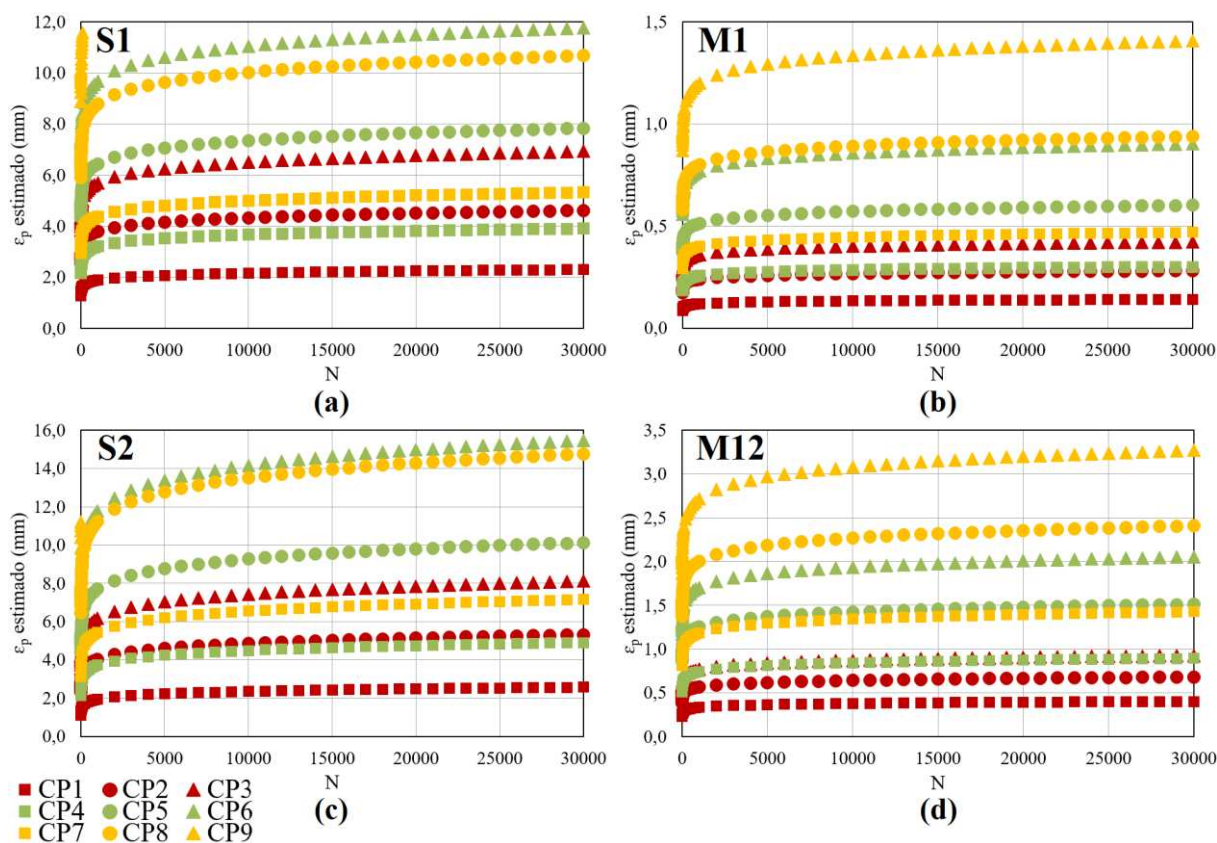 S1
12,0
10,0
8,0
6,0
4,0
2,0
0,0
εp estimado (mm)
0 5000 10000 15000 20000 25000 30000
N
(a)
M1
1,5
1,0
0,5
0,0
εp estimado (mm)
0 5000 10000 15000 20000 25000 30000
N
(b)
S2
16,0
14,0
12,0
10,0
8,0
6,0
4,0
2,0
0,0
εp estimado (mm)
0 5000 10000 15000 20000 25000 30000
N
(c)
M12
3,5
3,0
2,5
2,0
1,5
1,0
0,5
0,0
εp estimado (mm)
0 5000 10000 15000 20000 25000 30000
N
(d)
CP1 CP2 CP3
CP4 CP5 CP6
CP7 CP8 CP9